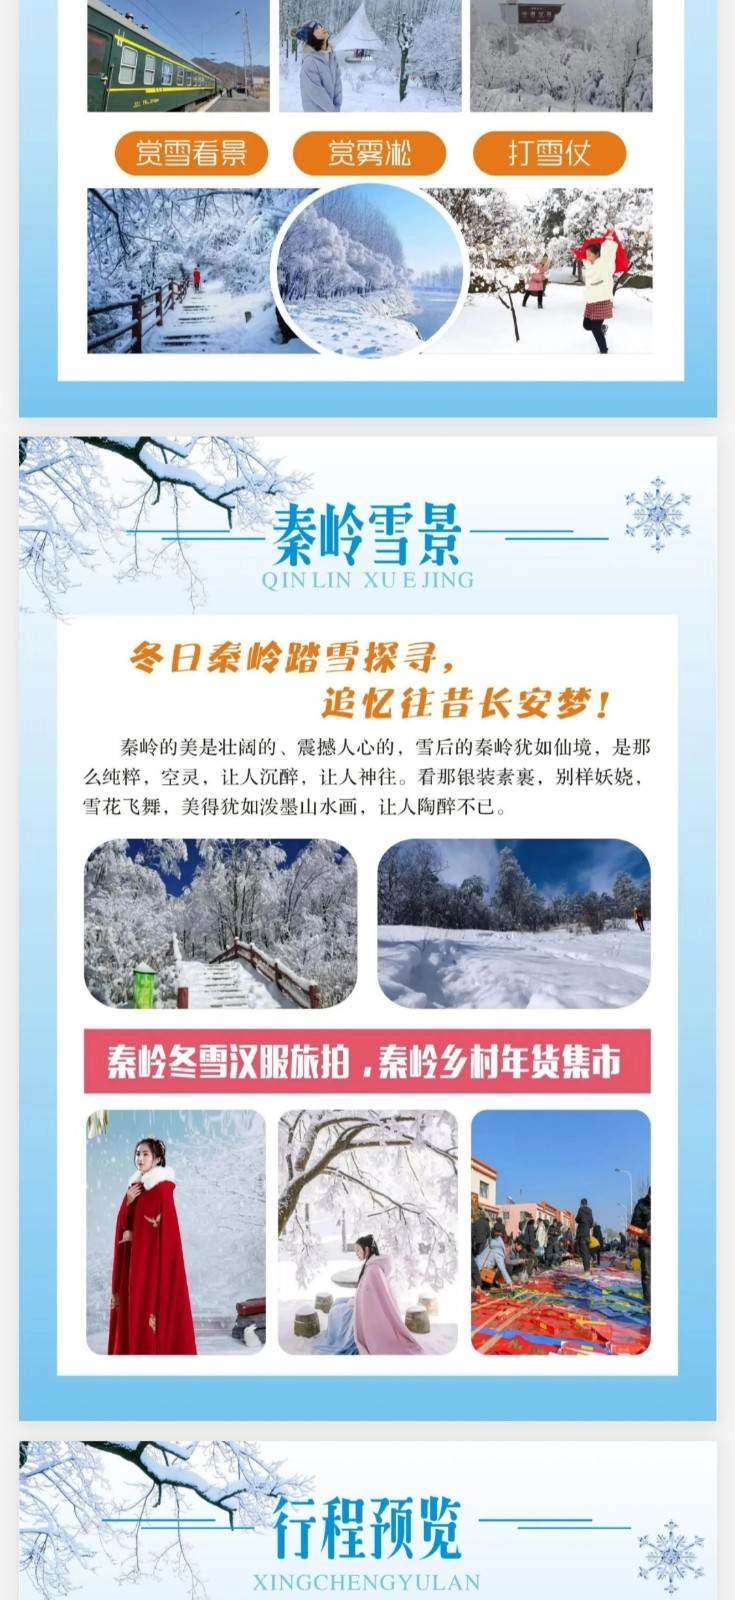 赏雪看景
赏雾凇
打雪仗
秦岭雪景
QIN LIN XUE JING
冬日秦岭踏雪探寻，
追忆往昔长安梦！
秦岭的美是壮阔的、震撼人心的，雪后的秦岭犹如仙境，是那
么纯粹，空灵，让人沉醉，让人神往。看那银装素裹，别样妖娆，
雪花飞舞，美得犹如泼墨山水画，让人陶醉不已。
秦岭冬雪汉服旅拍，秦岭乡村年货集市
行程预览
XINGCHENGYULAN